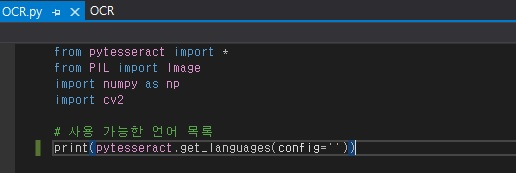 OCR.py
OCR
from pytesseract import *
from PIL import Image
import numpy as np
import cv2
# 사용 가능한 언어 목록
print(pytesseract.get_languages(config=''))